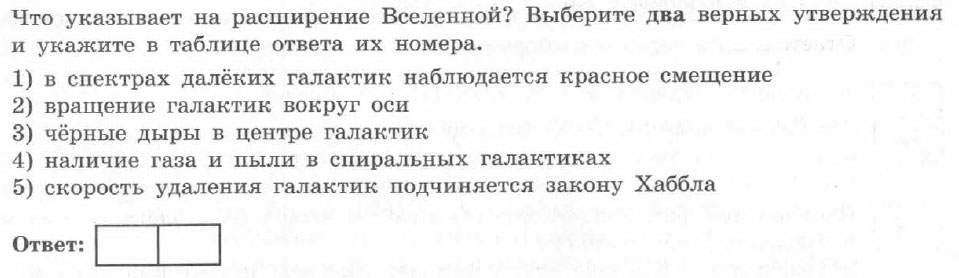 Что указывает на расширение Вселенной? Выберите два верных утверждения
и укажите в таблице ответа их номера.
1) в спектрах далёких галактик наблюдается красное смещение
2) вращение галактик вокруг оси
3) чёрные дыры в центре галактик
4) наличие газа и пыли в спиральных галактиках
5) скорость удаления галактик подчиняется закону Хаббла
Ответ: